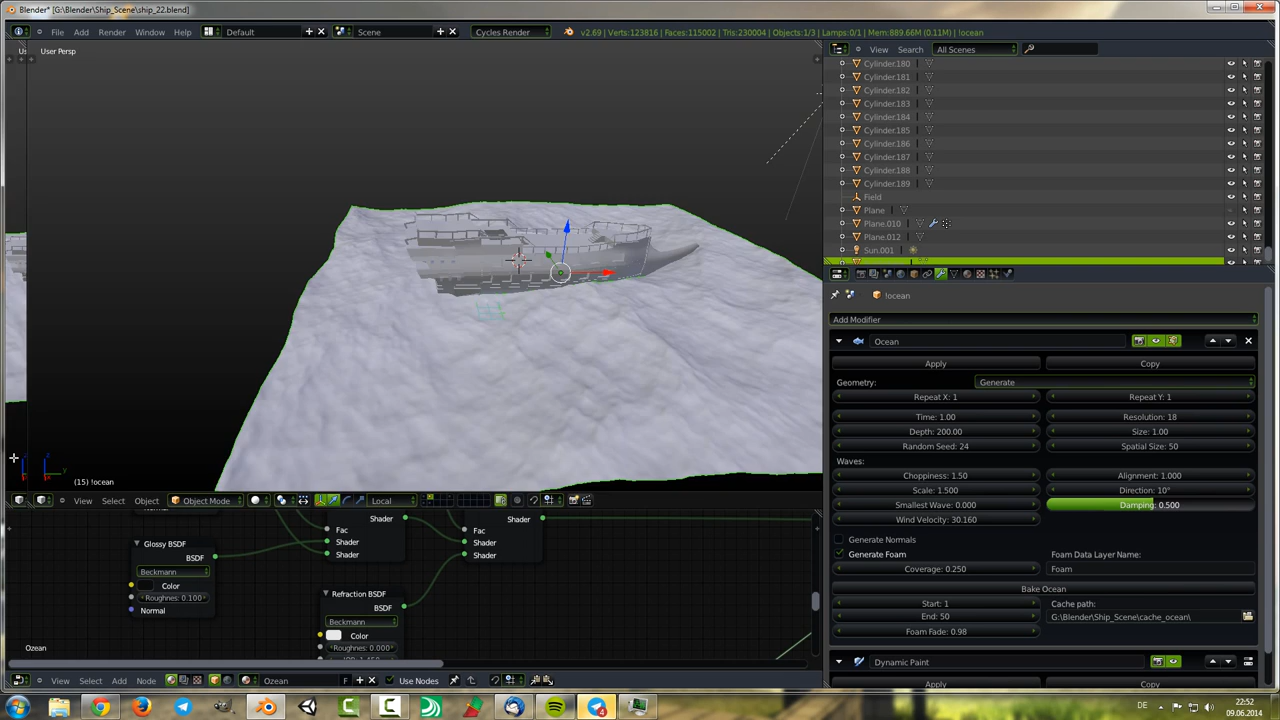 Blender* [G:\Blender\Ship_Scene\ship_22.blend]
File Add Render Window Help Default Scene Cycles Render v2.69 | Verts:123816 | Faces:115002 | Tris:230004 | Objects:1/3 | Lamps:0/1 | Mem:889.66M (0.11M) | !ocean
User Persp
View Search All Scenes
Cylinder.180
Cylinder.181
Cylinder.182
Cylinder.183
Cylinder.184
Cylinder.185
Cylinder.186
Cylinder.187
Cylinder.188
Cylinder.189
Field
Plane
Plane.010
Plane.012
Sun.001
!ocean
Add Modifier
Ocean
Apply Copy
Geometry: Generate
Repeat X: 1 Repeat Y: 1
Time: 1.00 Resolution: 18
Depth: 200.00 Size: 1.00
Random Seed: 24 Spatial Size: 50
Waves:
Choppiness: 1.50 Alignment: 1.000
Scale: 1.500 Direction: 10°
Smallest Wave: 0.000 Damping: 0.500
Wind Velocity: 30.160
Generate Normals
Generate Foam Foam Data Layer Name:
Coverage: 0.250 Foam
Bake Ocean
Start: 1 Cache path:
End: 50 G:\Blender\Ship_Scene\cache_ocean\
Foam Fade: 0.98
Dynamic Paint
Apply Copy
z y
(15) !ocean
View Select Object Object Mode Local
Shader
Fac
Shader
Shader
Shader
Fac
Shader
Shader
Glossy BSDF
BSDF
Beckmann
Color
Roughnes: 0.100
Normal
Refraction BSDF
BSDF
Beckmann
Color
Roughnes: 0.000
Ozean
View Select Add Node Ozean F Use Nodes
4
DE 22:52
09.06.2014